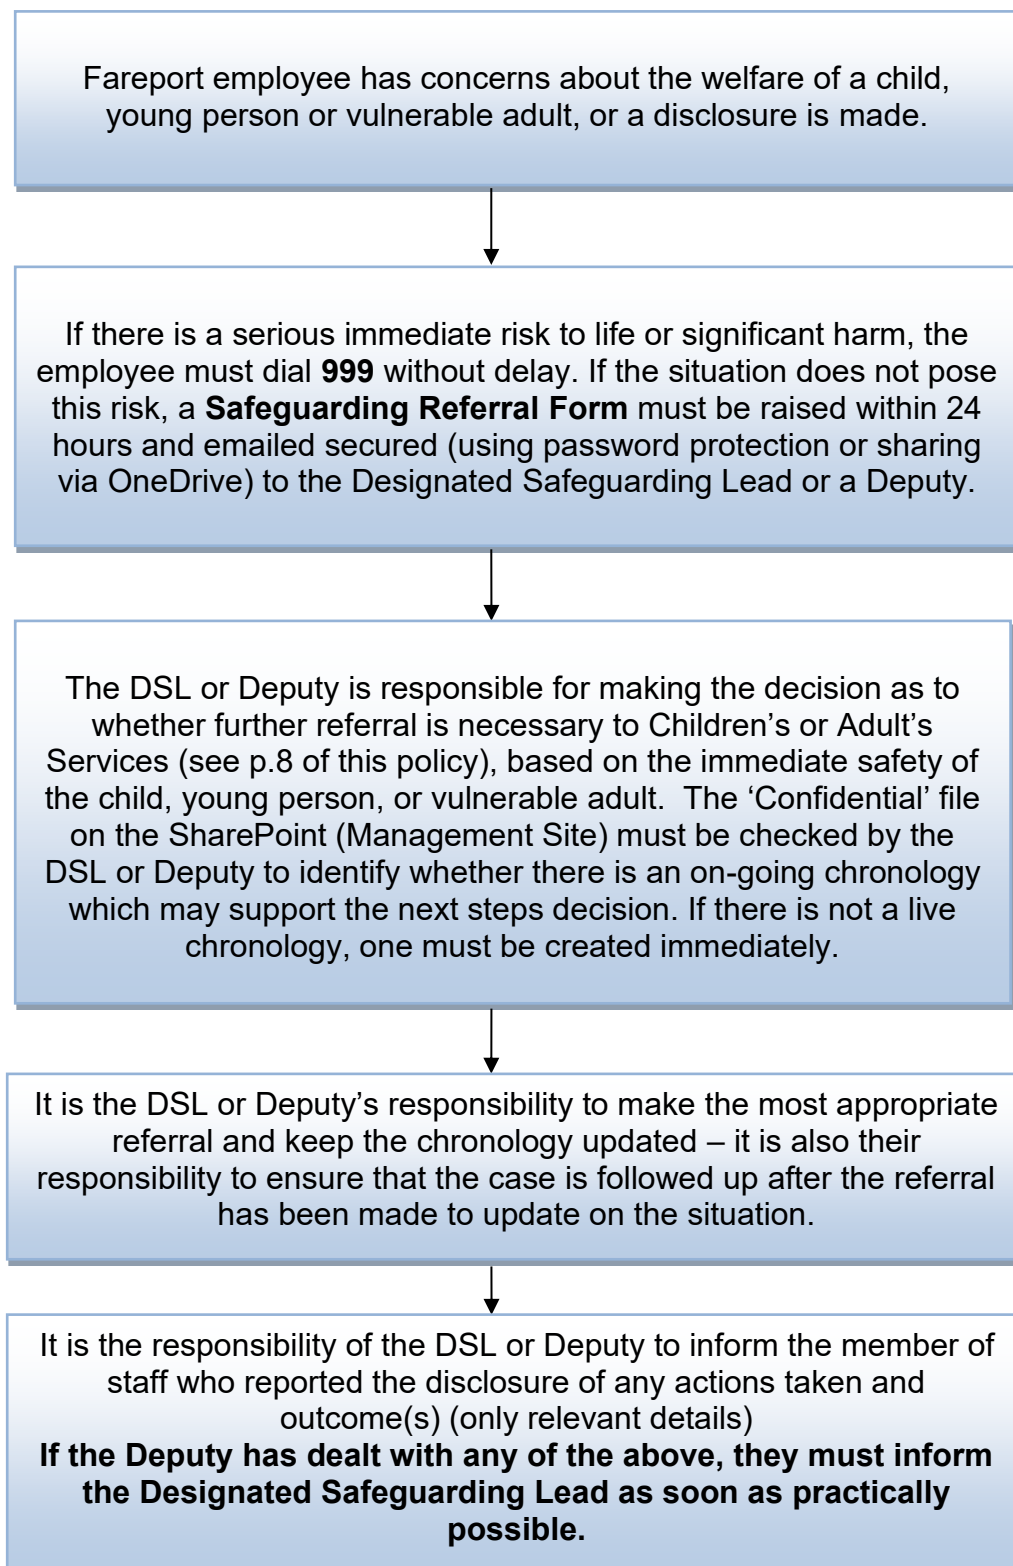 Fareport employee has concerns about the welfare of a child,
young person or vulnerable adult, or a disclosure is made.
If there is a serious immediate risk to life or significant harm, the
employee must dial 999 without delay. If the situation does not pose
this risk, a Safeguarding Referral Form must be raised within 24
hours and emailed secured (using password protection or sharing
via OneDrive) to the Designated Safeguarding Lead or a Deputy.
The DSL or Deputy is responsible for making the decision as to
whether further referral is necessary to Children’s or Adult’s
Services (see p.8 of this policy), based on the immediate safety of
the child, young person, or vulnerable adult.  The ‘Confidential’ file
on the SharePoint (Management Site) must be checked by the
DSL or Deputy to identify whether there is an on-going chronology
which may support the next steps decision. If there is not a live
chronology, one must be created immediately.
It is the DSL or Deputy’s responsibility to make the most appropriate
referral and keep the chronology updated – it is also their
responsibility to ensure that the case is followed up after the referral
has been made to update on the situation.
It is the responsibility of the DSL or Deputy to inform the member of
staff who reported the disclosure of any actions taken and
outcome(s) (only relevant details)
If the Deputy has dealt with any of the above, they must inform
the Designated Safeguarding Lead as soon as practically
possible.